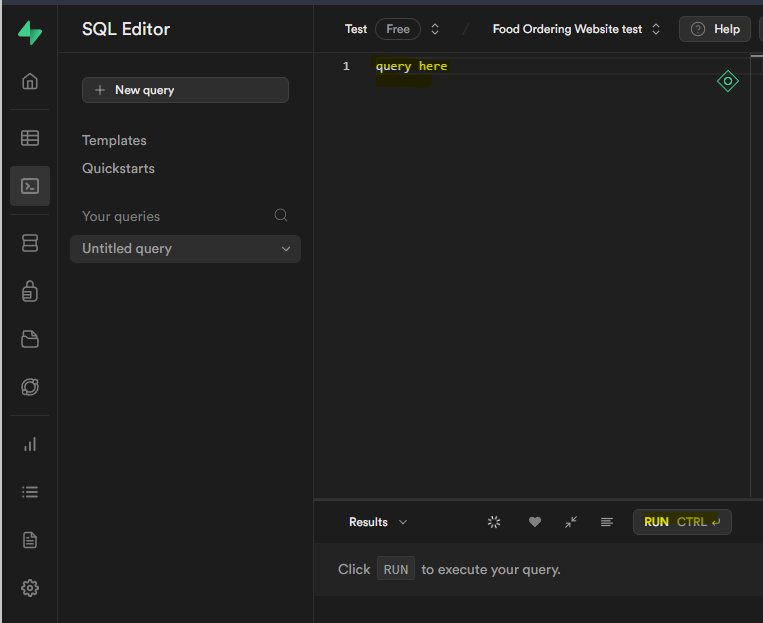 SQL Editor
Test Free Food Ordering Website test Help
New query
Templates
Quickstarts
Your queries
Untitled query
1 query here
Results RUN CTRL ↵
Click RUN to execute your query.